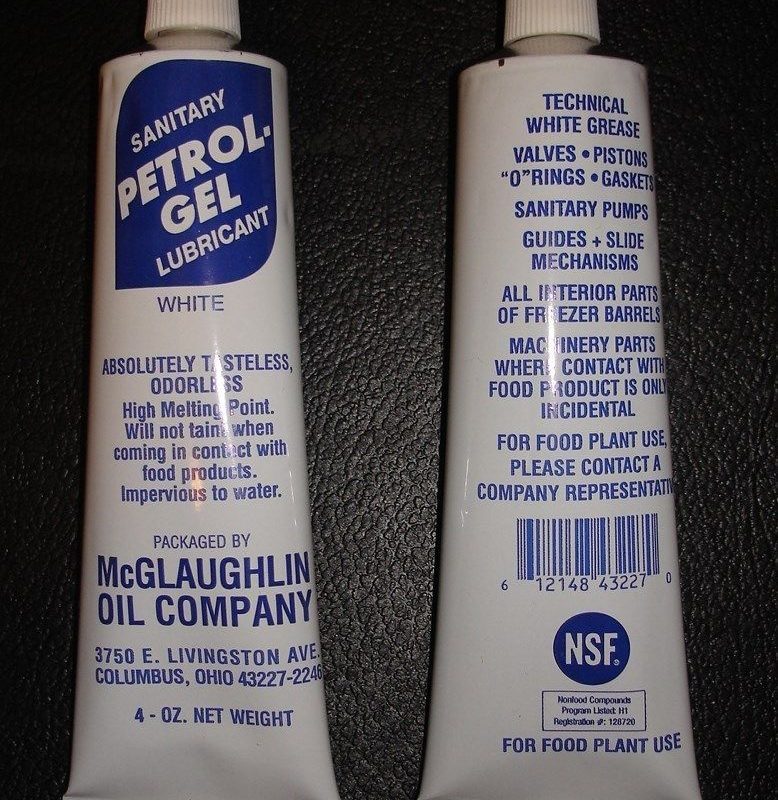 SANITARY
PETROL-
GEL
LUBRICANT
WHITE
ABSOLUTELY TASTELESS,
ODORLESS
High Melting Point.
Will not taint when
coming in contact with
food products.
Impervious to water.
PACKAGED BY
McGLAUGHLIN
OIL COMPANY
3750 E. LIVINGSTON AVE.
COLUMBUS, OHIO 43227-2246
4 - OZ. NET WEIGHT
TECHNICAL
WHITE GREASE
VALVES • PISTONS
"O"RINGS • GASKETS
SANITARY PUMPS
GUIDES + SLIDE
MECHANISMS
ALL INTERIOR PARTS
OF FREEZER BARRELS
MACHINERY PARTS
WHERE CONTACT WITH
FOOD PRODUCT IS ONLY
INCIDENTAL
FOR FOOD PLANT USE,
PLEASE CONTACT A
COMPANY REPRESENTATIV
6 12148 43227 0
NSF®
Nonfood Compounds
Program Listed: H1
Registration #: 128720
FOR FOOD PLANT USE